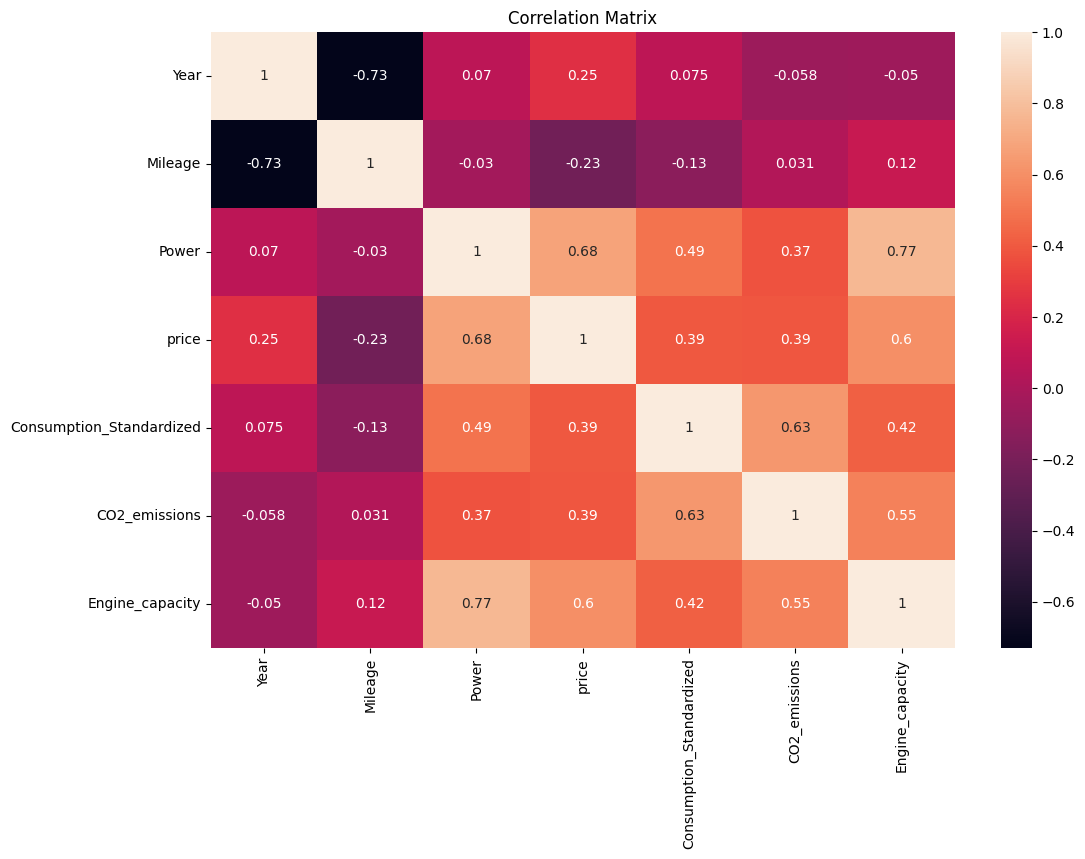 Correlation Matrix
Year 1 -0.73 0.07 0.25 0.075 -0.058 -0.05
Mileage -0.73 1 -0.03 -0.23 -0.13 0.031 0.12
Power 0.07 -0.03 1 0.68 0.49 0.37 0.77
price 0.25 -0.23 0.68 1 0.39 0.39 0.6
Consumption_Standardized 0.075 -0.13 0.49 0.39 1 0.63 0.42
CO2_emissions -0.058 0.031 0.37 0.39 0.63 1 0.55
Engine_capacity -0.05 0.12 0.77 0.6 0.42 0.55 1
Year
Mileage
Power
price
Consumption_Standardized
CO2_emissions
Engine_capacity
1.0
0.8
0.6
0.4
0.2
0.0
−0.2
−0.4
−0.6